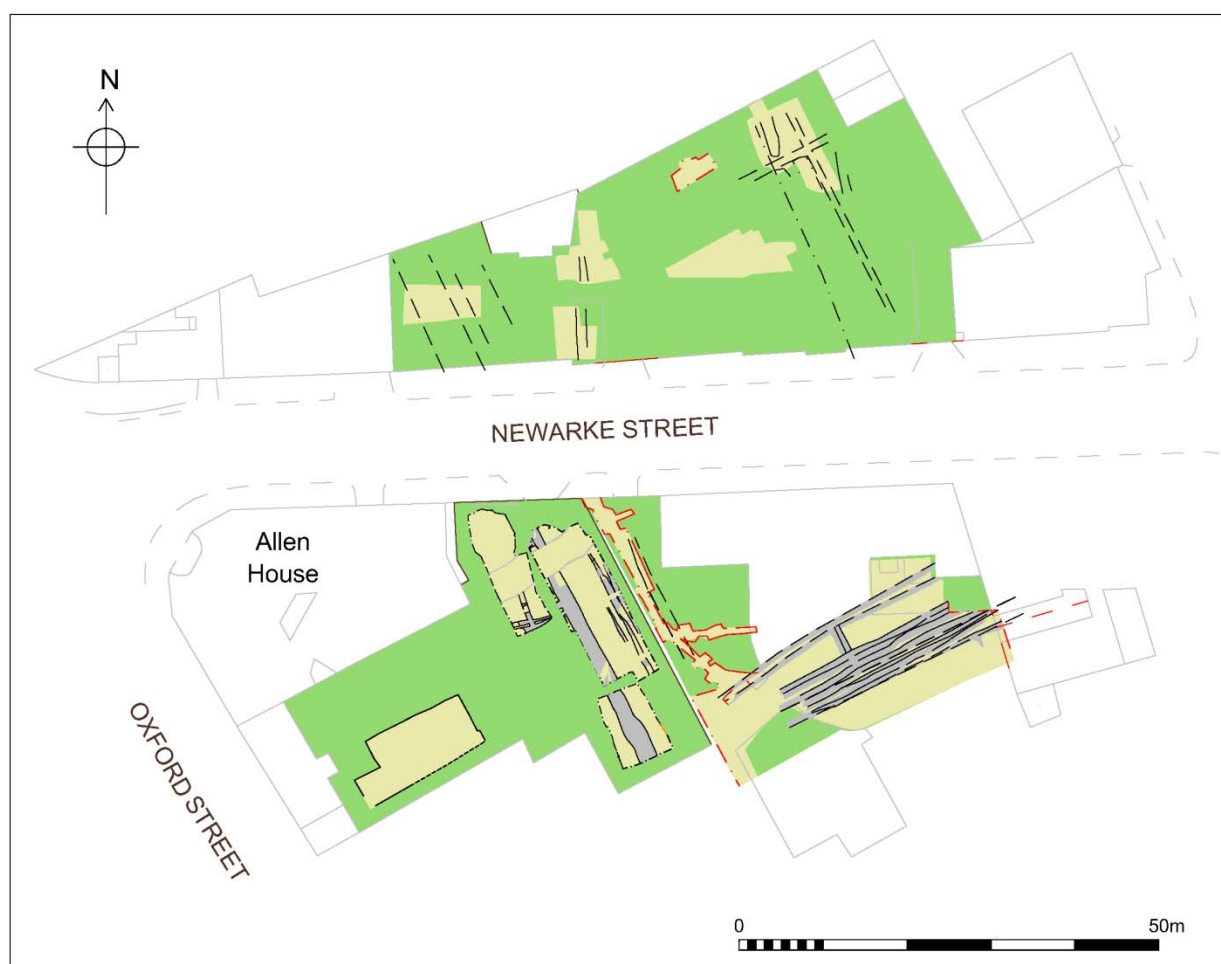 N
NEWARKE STREET
Allen
House
OXFORD STREET
0 50m